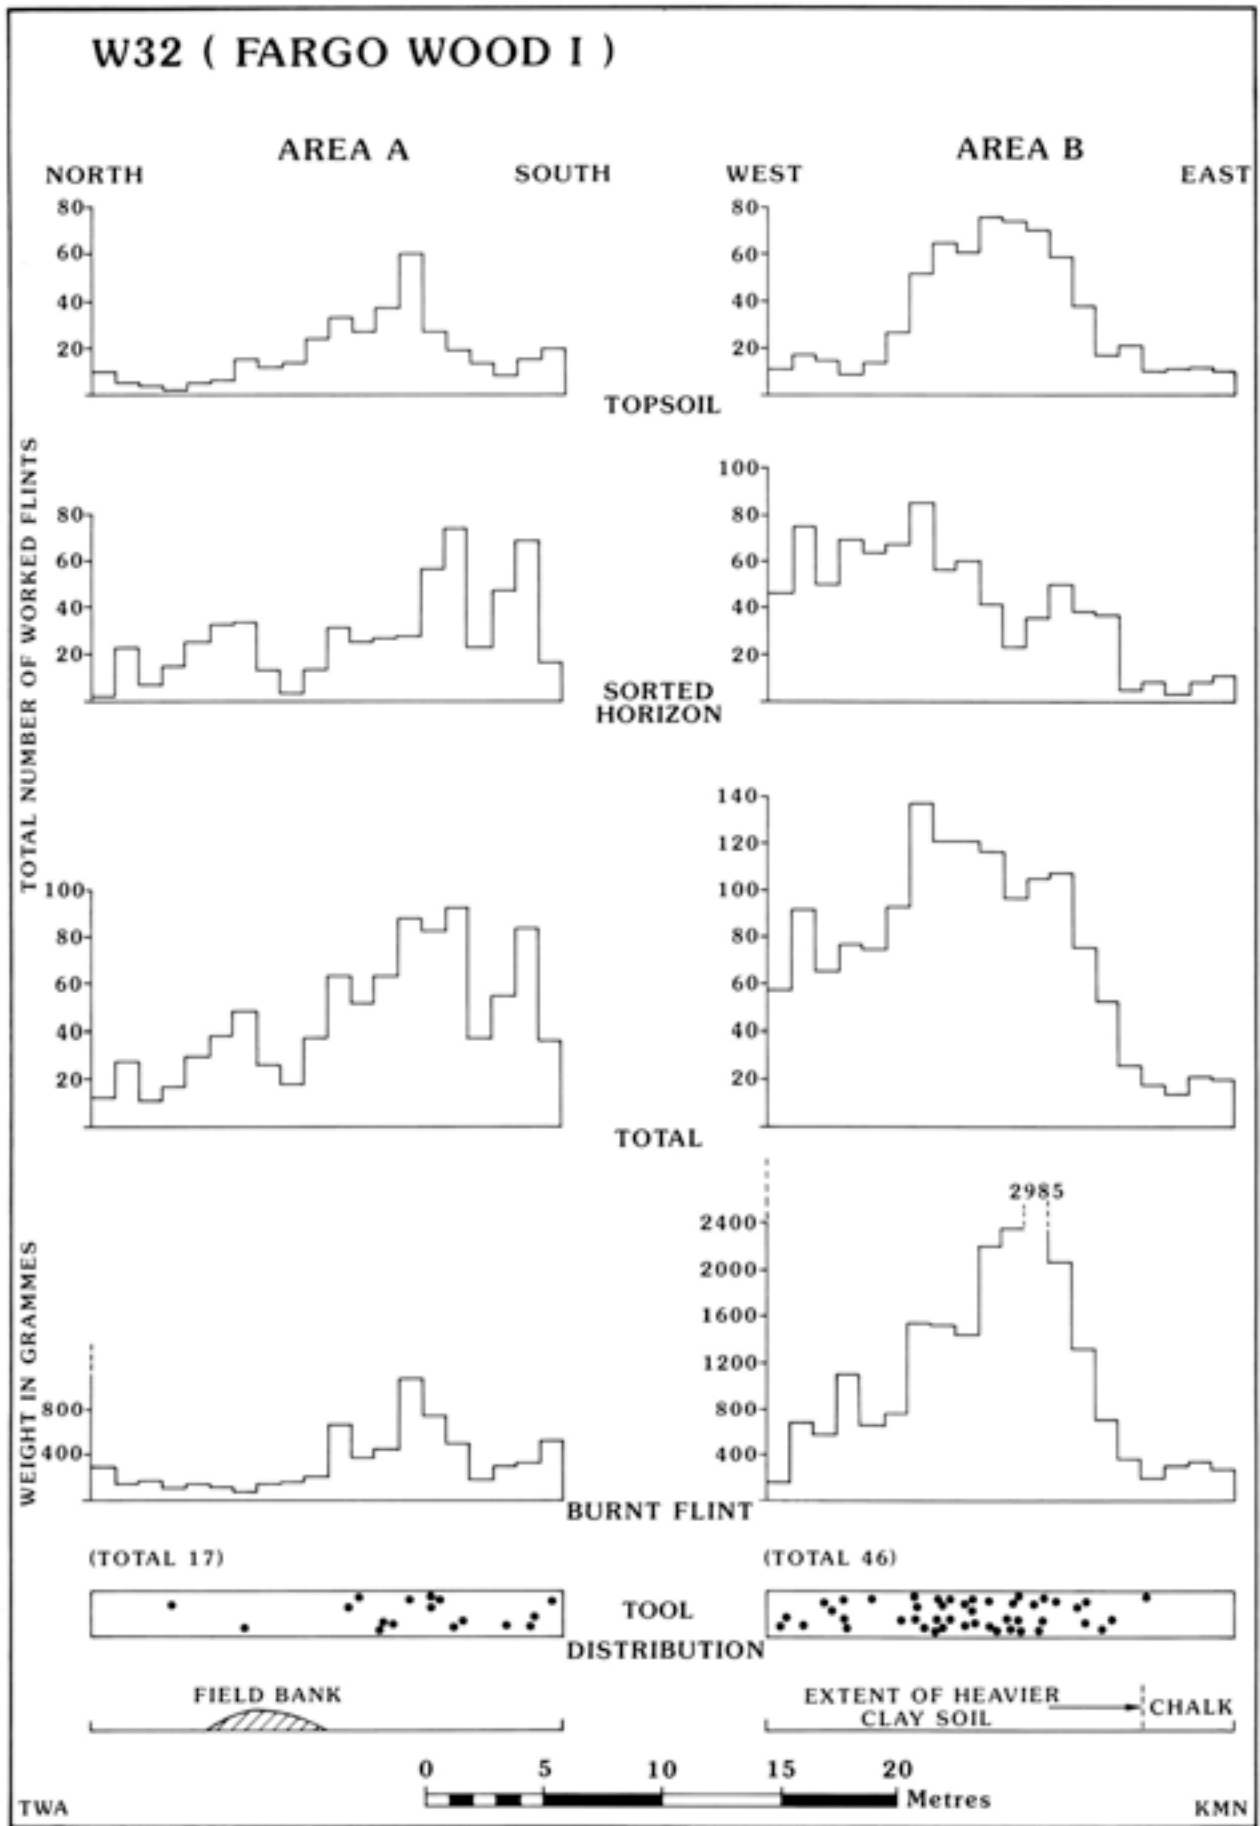 W32 ( FARGO WOOD I )
AREA A
AREA B
NORTH
SOUTH
WEST
EAST
80
60
40
20
80
60
40
20
TOPSOIL
TOTAL NUMBER OF WORKED FLINTS
80
60
40
20
100
80
60
40
20
SORTED
HORIZON
100
80
60
40
20
140
120
100
80
60
40
20
TOTAL
WEIGHT IN GRAMMES
800
400
2985
2400
2000
1600
1200
800
400
BURNT FLINT
(TOTAL 17)
(TOTAL 46)
TOOL
DISTRIBUTION
FIELD BANK
EXTENT OF HEAVIER
CLAY SOIL
CHALK
0 5 10 15 20
Metres
TWA
KMN